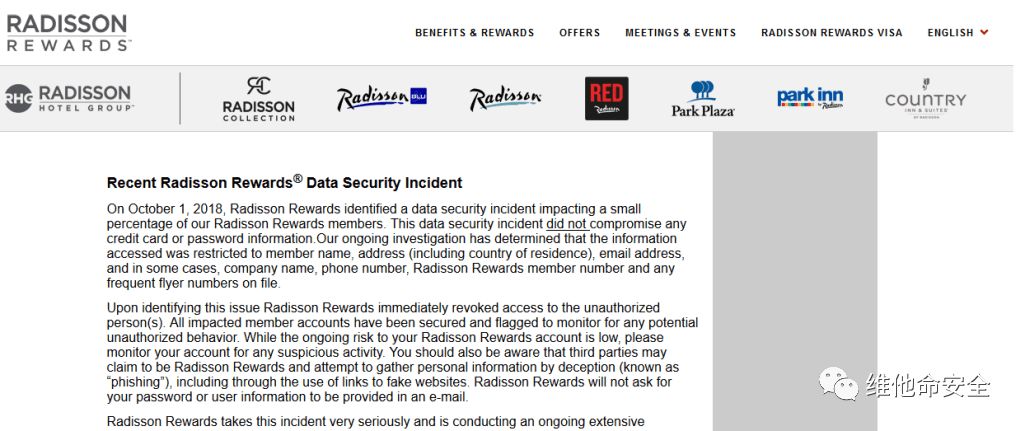 RADISSON
REWARDS™
BENEFITS & REWARDS OFFERS MEETINGS & EVENTS RADISSON REWARDS VISA ENGLISH
RHG RADISSON HOTEL GROUP™
RAC RADISSON COLLECTION
Radisson BLU
Radisson
RED Radisson
Park Plaza
park inn by Radisson
COUNTRY INN & SUITES BY RADISSON
Recent Radisson Rewards® Data Security Incident
On October 1, 2018, Radisson Rewards identified a data security incident impacting a small
percentage of our Radisson Rewards members. This data security incident did not compromise any
credit card or password information.Our ongoing investigation has determined that the information
accessed was restricted to member name, address (including country of residence), email address,
and in some cases, company name, phone number, Radisson Rewards member number and any
frequent flyer numbers on file.
Upon identifying this issue Radisson Rewards immediately revoked access to the unauthorized
person(s). All impacted member accounts have been secured and flagged to monitor for any potential
unauthorized behavior. While the ongoing risk to your Radisson Rewards account is low, please
monitor your account for any suspicious activity. You should also be aware that third parties may
claim to be Radisson Rewards and attempt to gather personal information by deception (known as
“phishing”), including through the use of links to fake websites. Radisson Rewards will not ask for
your password or user information to be provided in an e-mail.
Radisson Rewards takes this incident very seriously and is conducting an ongoing extensive
维他命安全